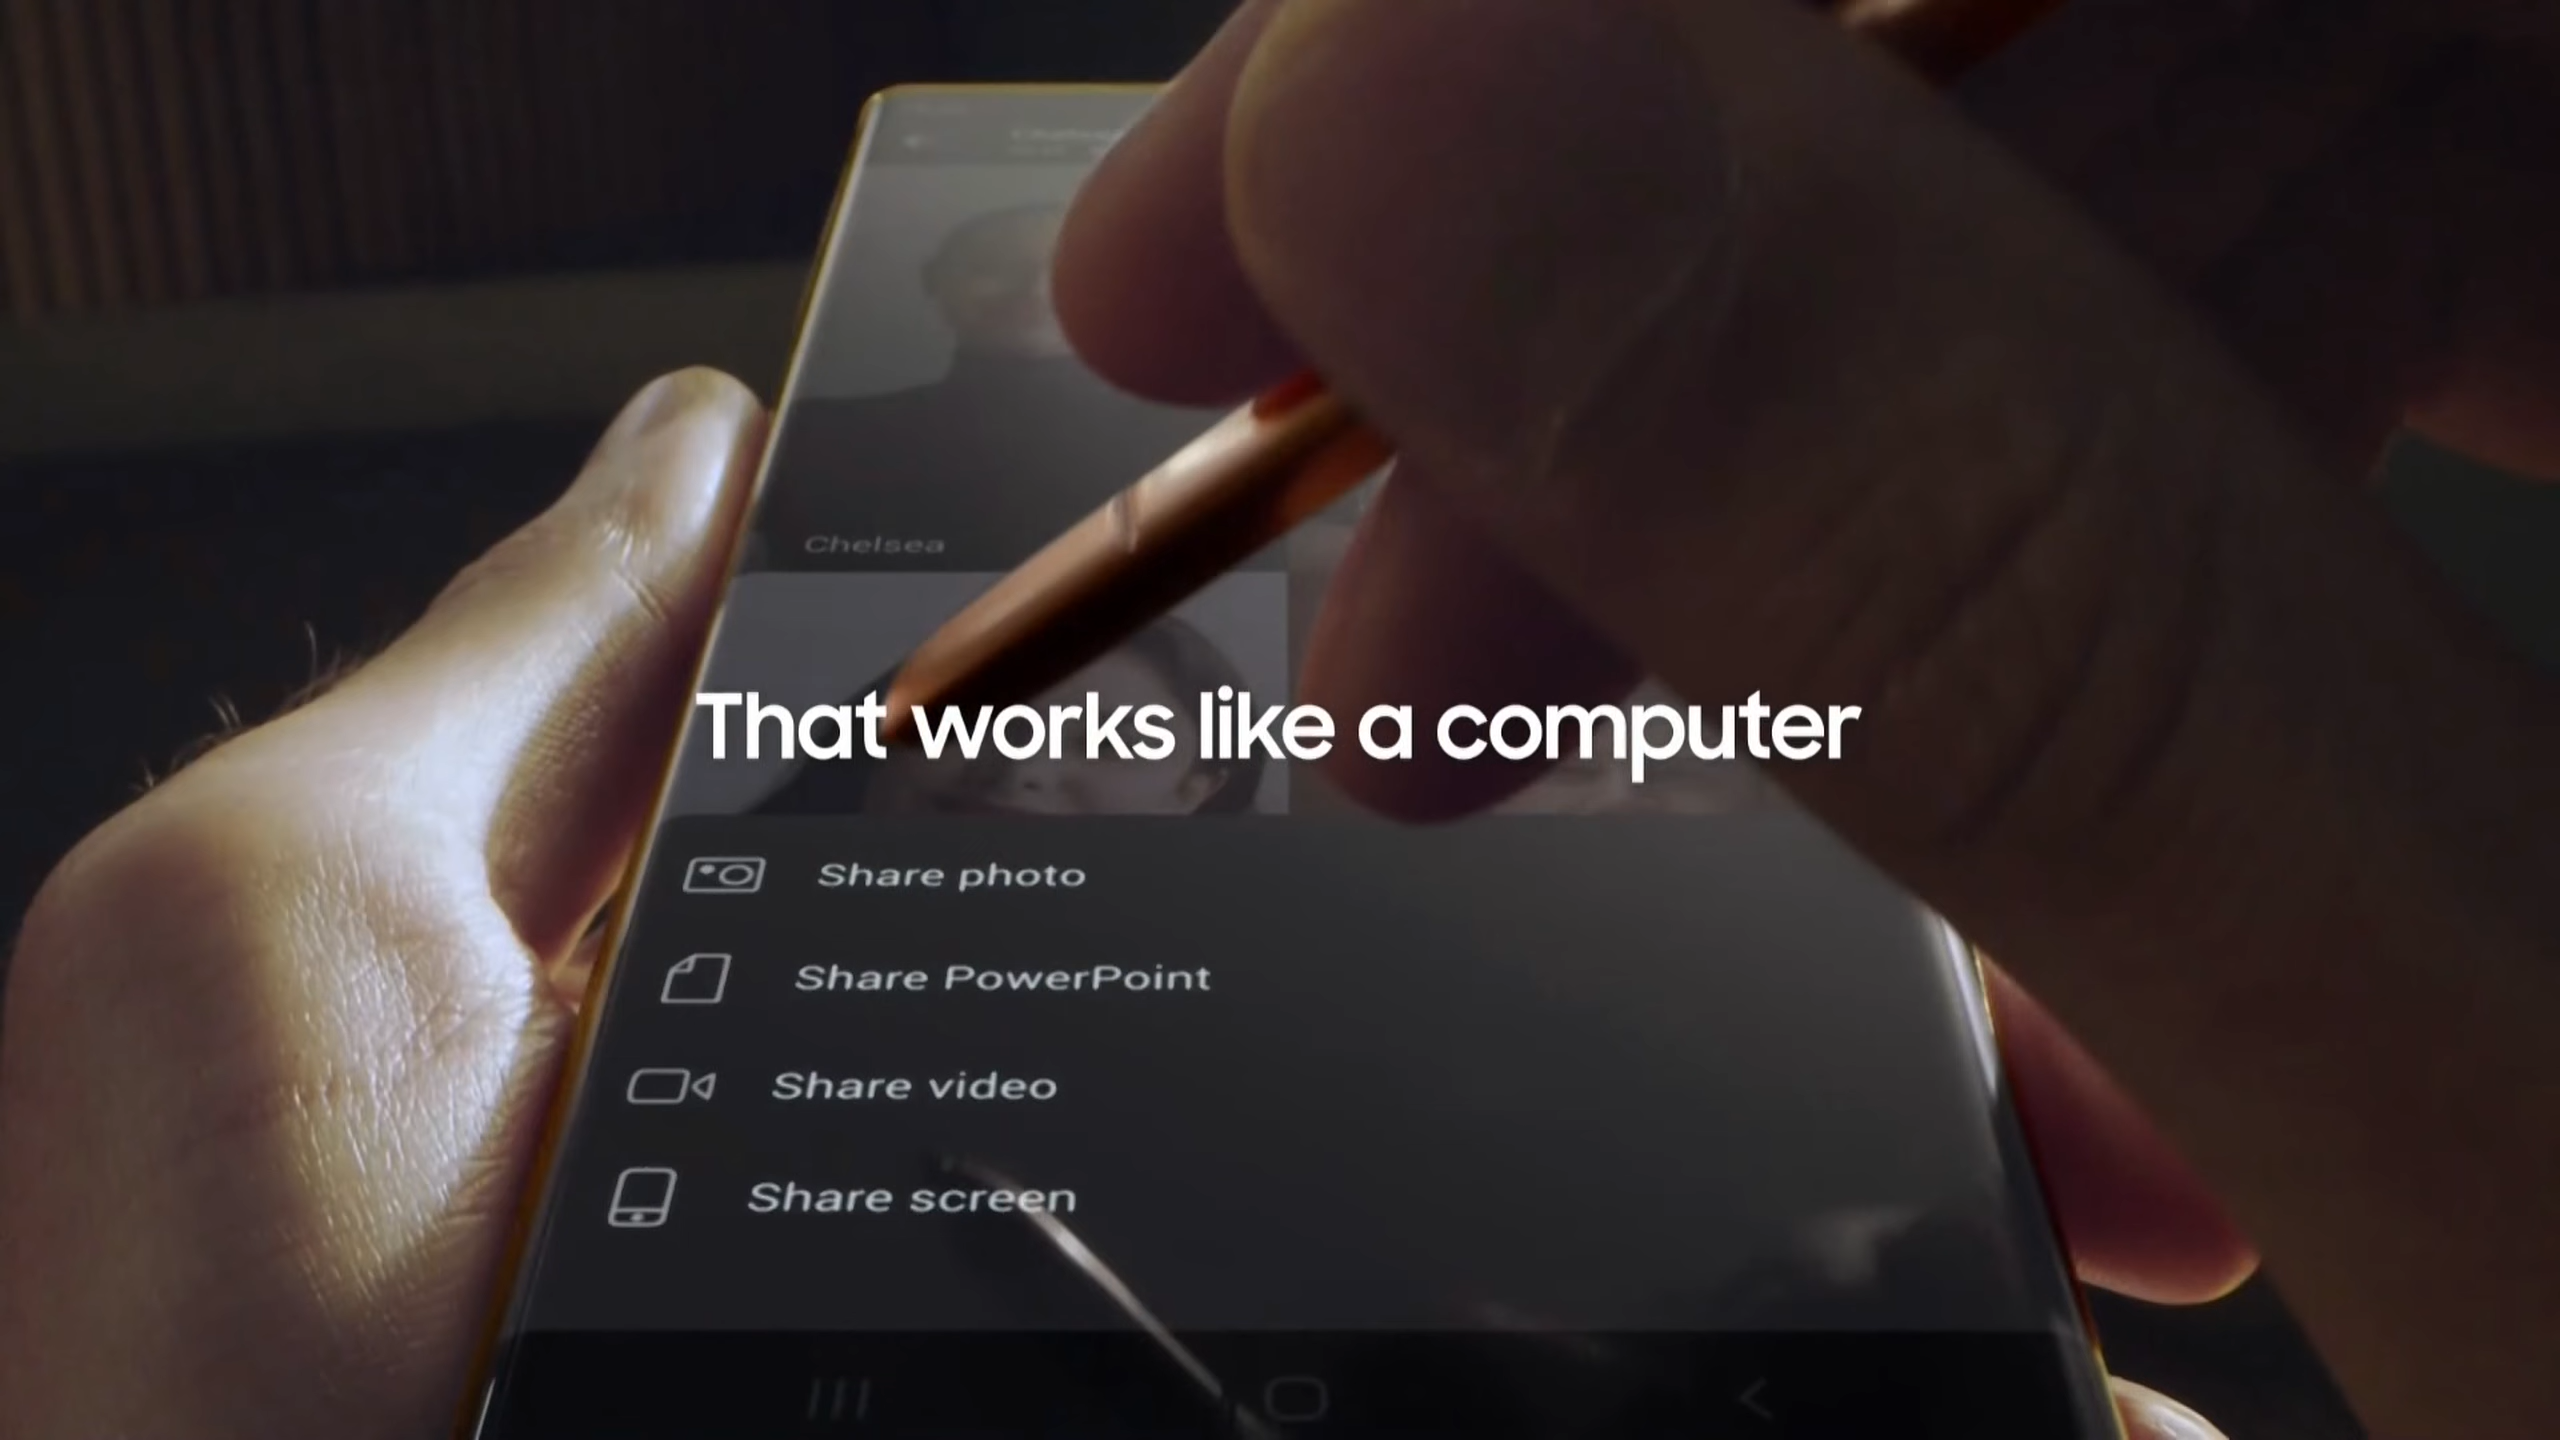 Chelsea
That works like a computer
Share photo
Share PowerPoint
Share video
Share screen